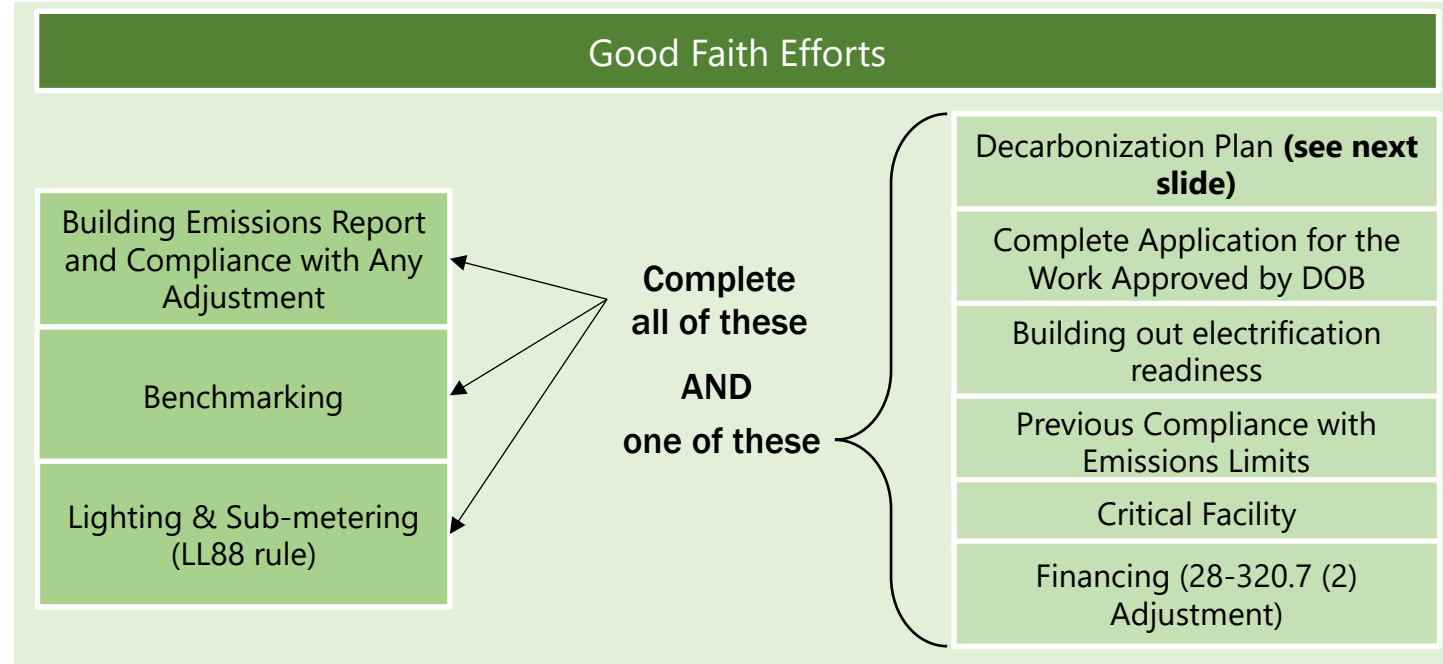 Good Faith Efforts
Building Emissions Report
and Compliance with Any
Adjustment
Benchmarking
Lighting & Sub-metering
(LL88 rule)
Complete
all of these
AND
one of these
Decarbonization Plan (see next
slide)
Complete Application for the
Work Approved by DOB
Building out electrification
readiness
Previous Compliance with
Emissions Limits
Critical Facility
Financing (28-320.7 (2)
Adjustment)